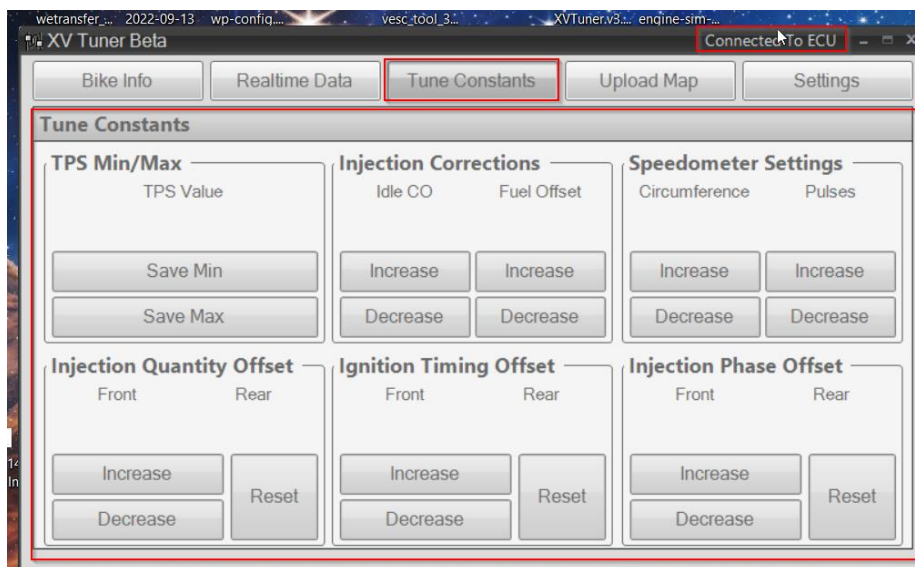 wetransfer_... 2022-09-13 wp-config.... vesc_tool_3... XVTuner.v3.... engine-sim-...
XV Tuner Beta Connected To ECU
Bike Info Realtime Data Tune Constants Upload Map Settings
Tune Constants
TPS Min/Max Injection Corrections Speedometer Settings
TPS Value Idle CO Fuel Offset Circumference Pulses
Save Min Increase Increase Increase Increase
Save Max Decrease Decrease Decrease Decrease
Injection Quantity Offset Ignition Timing Offset Injection Phase Offset
Front Rear Front Rear Front Rear
14
In
Increase Increase Increase
Reset Reset Reset
Decrease Decrease Decrease